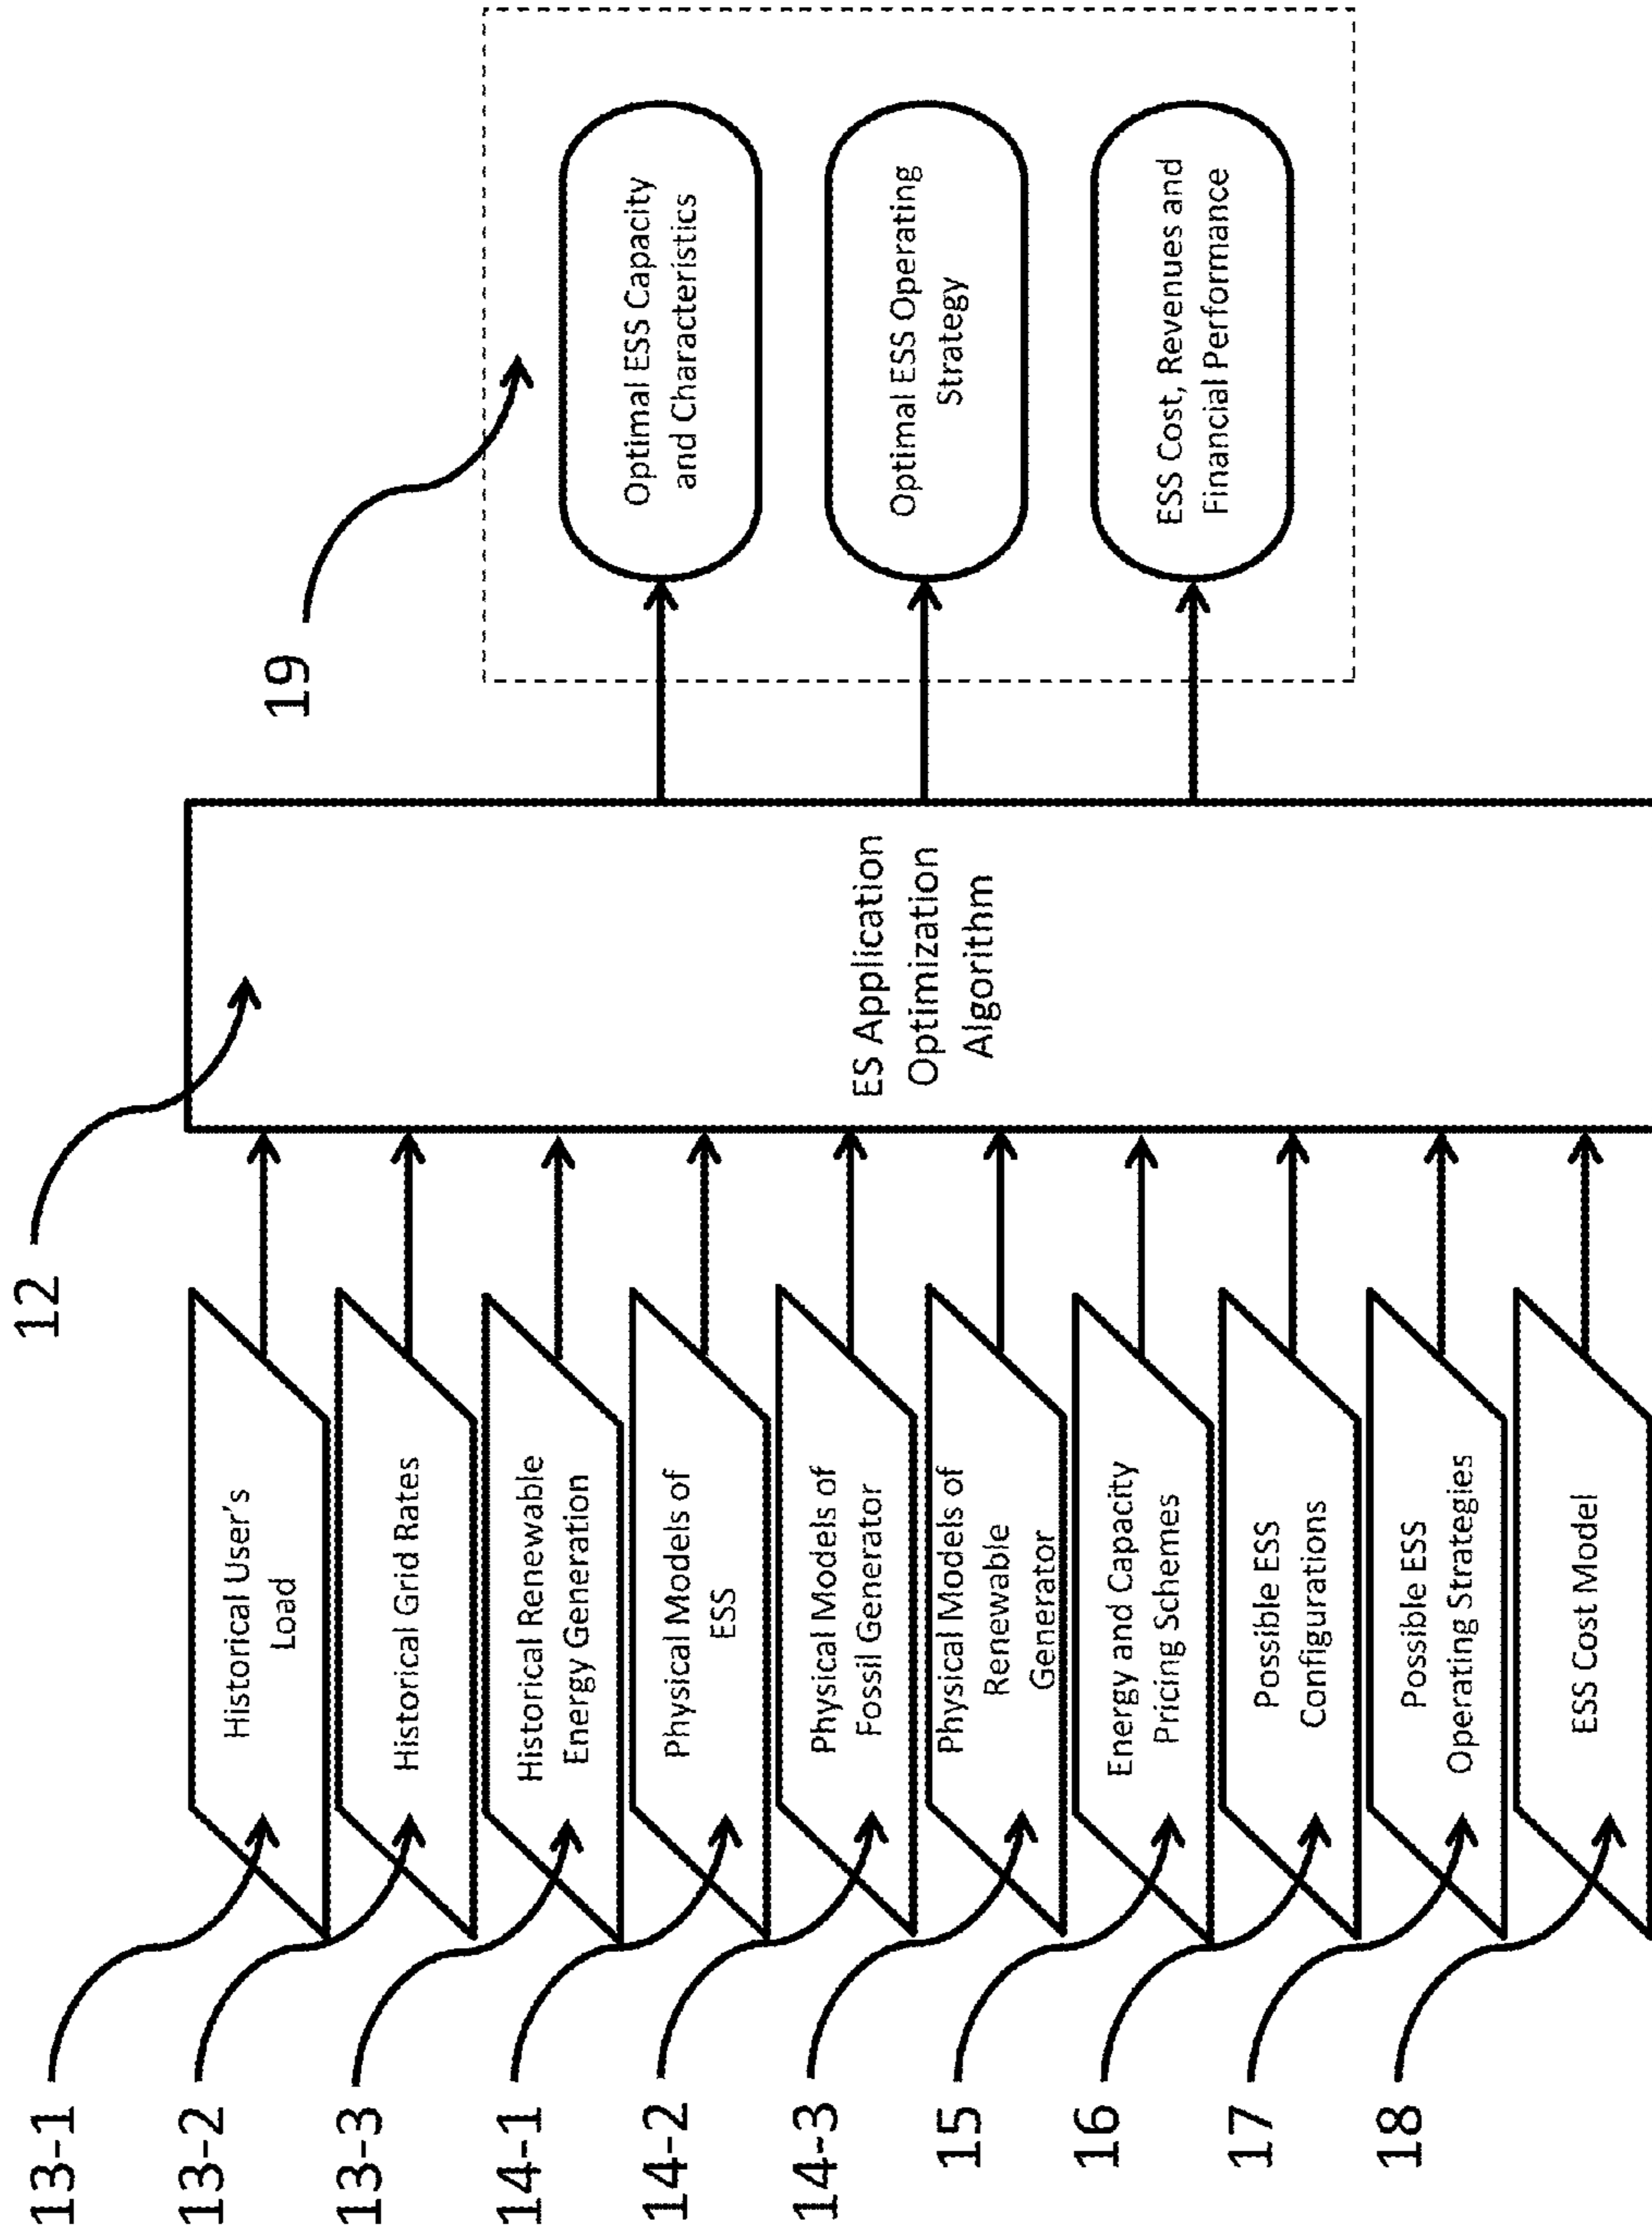 12
19
13-1
Historical User's
Load
13-2
Historical Grid Rates
13-3
Historical Renewable
Energy Generation
14-1
Physical Models of
ESS
14-2
Physical Models of
Fossil Generator
14-3
Physical Models of
Renewable
Generator
15
Energy and Capacity
Pricing Schemes
16
Possible ESS
Configurations
17
Possible ESS
Operating Strategies
18
ESS Cost Model
ES Application
Optimization
Algorithm
Optimal ESS Capacity
and Characteristics
Optimal ESS Operating
Strategy
ESS Cost, Revenues and
Financial Performance